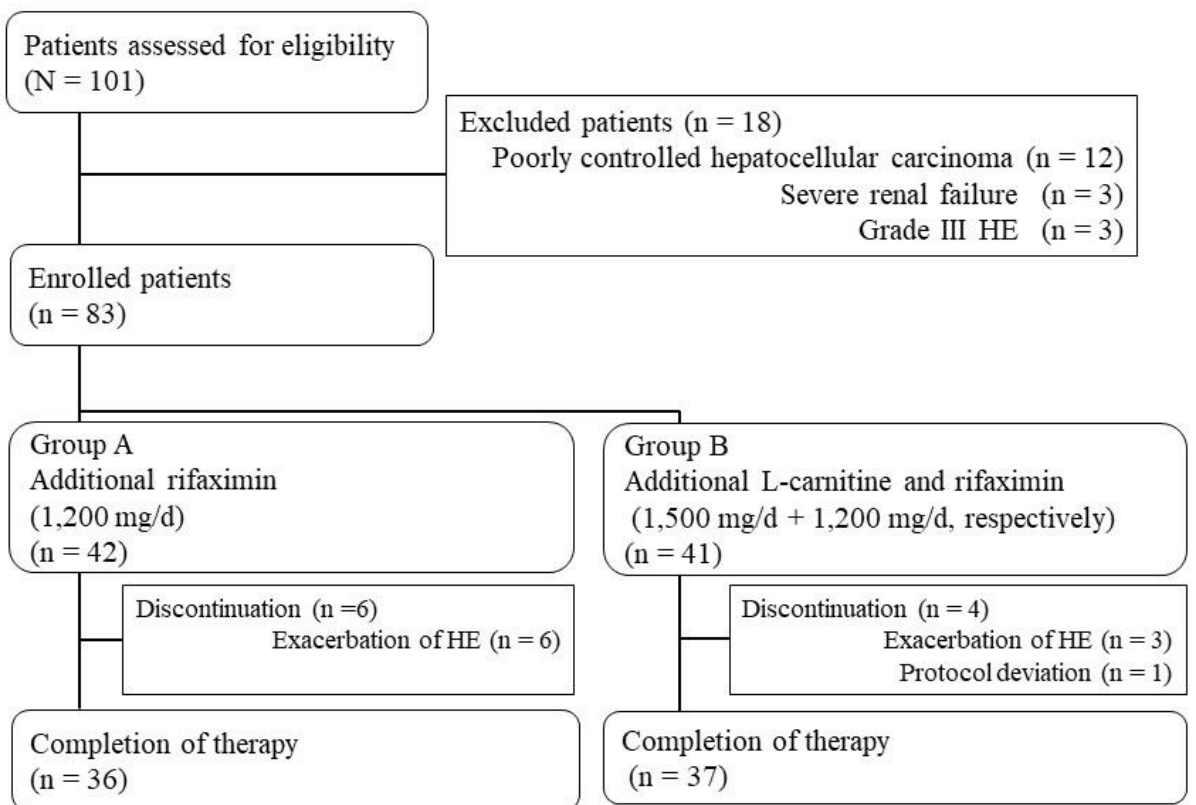 Patients assessed for eligibility
(N = 101)
Excluded patients (n = 18)
Poorly controlled hepatocellular carcinoma (n = 12)
Severe renal failure (n = 3)
Grade III HE (n = 3)
Enrolled patients
(n = 83)
Group A
Additional rifaximin
(1,200 mg/d)
(n = 42)
Group B
Additional L-carnitine and rifaximin
(1,500 mg/d + 1,200 mg/d, respectively)
(n = 41)
Discontinuation (n =6)
Exacerbation of HE (n = 6)
Discontinuation (n = 4)
Exacerbation of HE (n = 3)
Protocol deviation (n = 1)
Completion of therapy
(n = 36)
Completion of therapy
(n = 37)